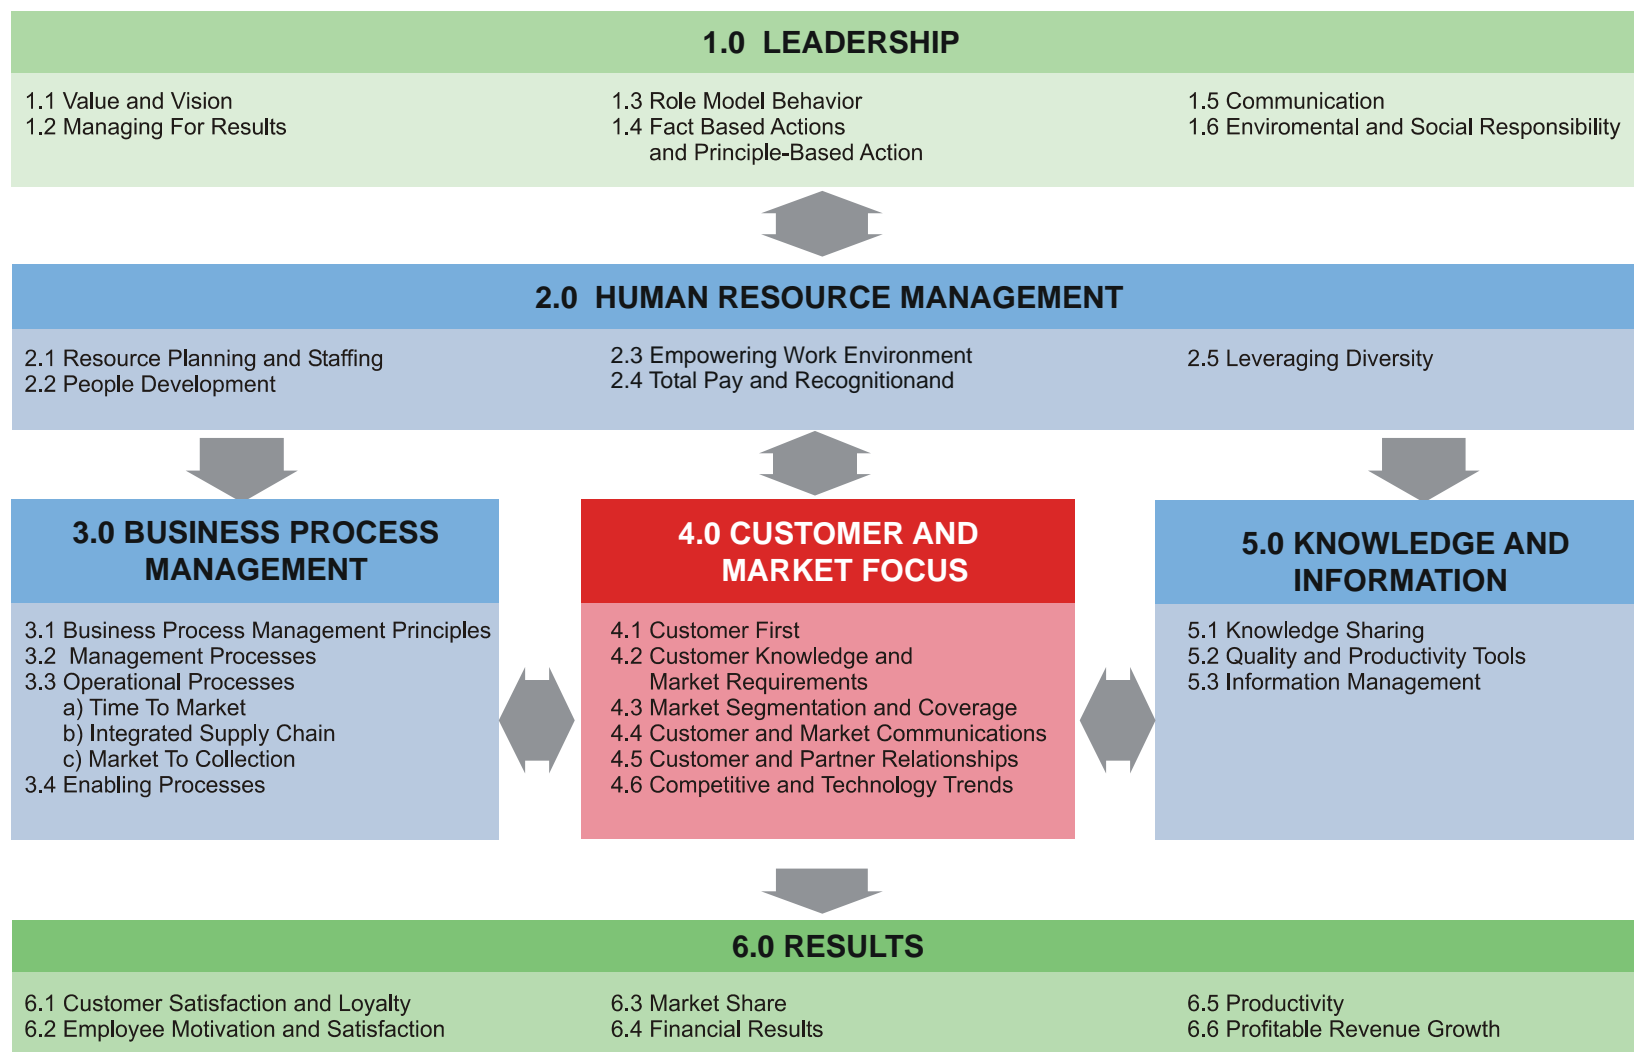 1.0 LEADERSHIP
1.1 Value and Vision
1.2 Managing For Results
1.3 Role Model Behavior
1.4 Fact Based Actions
and Principle-Based Action
1.5 Communication
1.6 Enviromental and Social Responsibility
2.0 HUMAN RESOURCE MANAGEMENT
2.1 Resource Planning and Staffing
2.2 People Development
2.3 Empowering Work Environment
2.4 Total Pay and Recognitionand
2.5 Leveraging Diversity
3.0 BUSINESS PROCESS
MANAGEMENT
3.1 Business Process Management Principles
3.2 Management Processes
3.3 Operational Processes
a) Time To Market
b) Integrated Supply Chain
c) Market To Collection
3.4 Enabling Processes
4.0 CUSTOMER AND
MARKET FOCUS
4.1 Customer First
4.2 Customer Knowledge and
Market Requirements
4.3 Market Segmentation and Coverage
4.4 Customer and Market Communications
4.5 Customer and Partner Relationships
4.6 Competitive and Technology Trends
5.0 KNOWLEDGE AND
INFORMATION
5.1 Knowledge Sharing
5.2 Quality and Productivity Tools
5.3 Information Management
6.0 RESULTS
6.1 Customer Satisfaction and Loyalty
6.2 Employee Motivation and Satisfaction
6.3 Market Share
6.4 Financial Results
6.5 Productivity
6.6 Profitable Revenue Growth